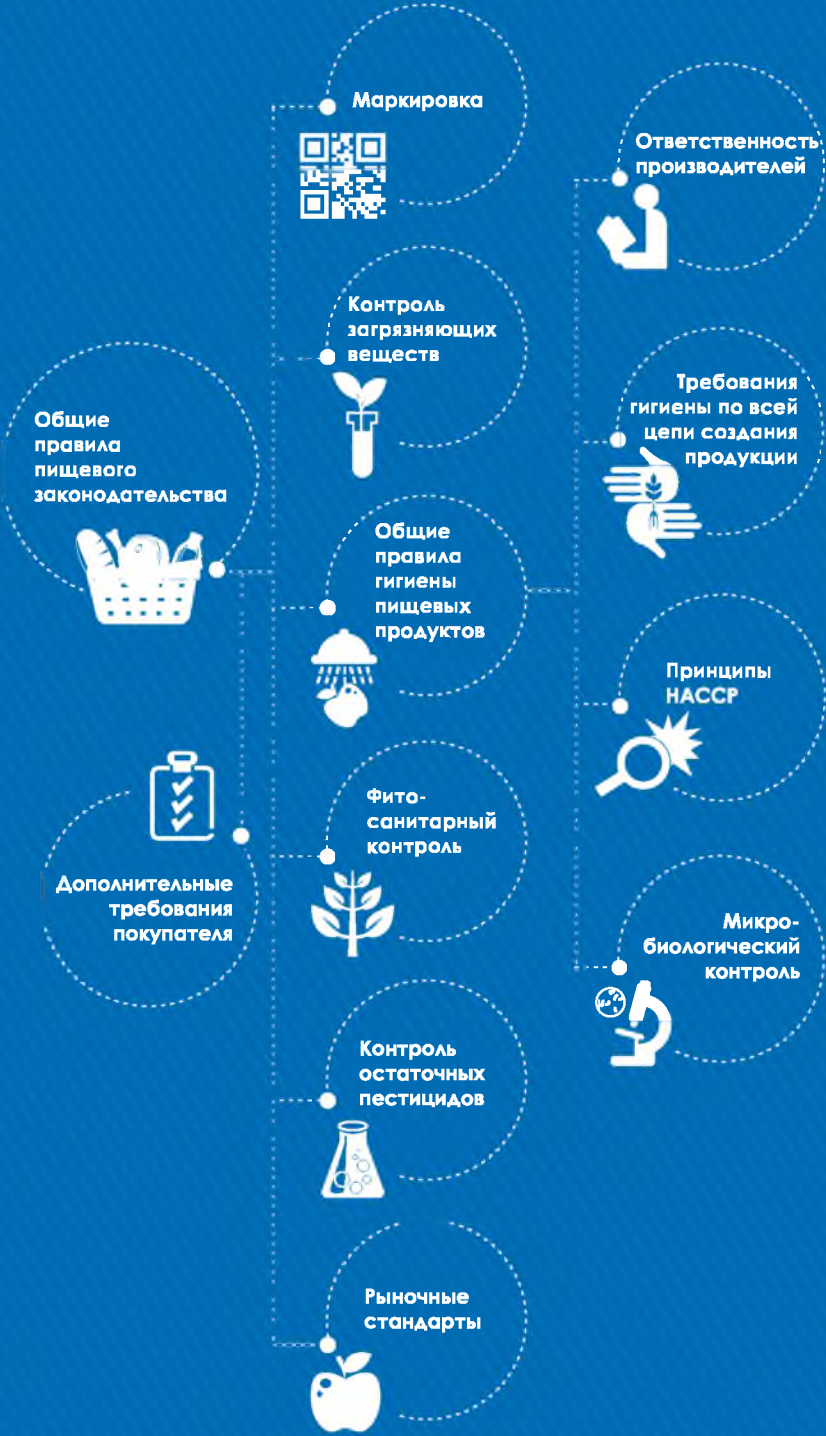 Общие
правила
пищевого
законодательства
Дополнительные
требования
покупателя
Маркировка
Контроль
загрязняющих
веществ
Общие
правила
гигиены
пищевых
продуктов
Фито-
санитарный
контроль
Контроль
остаточных
пестицидов
Рыночные
стандарты
Ответственность
производителей
Требования
гигиены по всей
цепи создания
продукции
Принципы
НАССР
Микро-
биологический
контроль